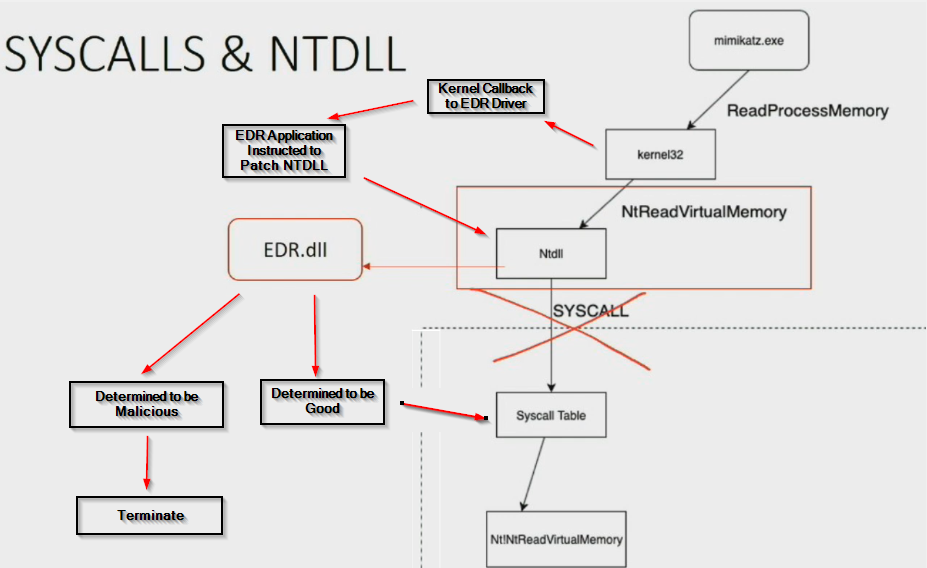 SYSCALLS & NTDLL
mimikatz.exe
Kernel Callback
to EDR Driver
ReadProcessMemory
EDR Application
Instructed to
Patch NTDLL
kernel32
NtReadVirtualMemory
EDR.dll
Ntdll
SYSCALL
Determined to be
Malicious
Determined to be
Good
Syscall Table
Terminate
Nt!NtReadVirtualMemory